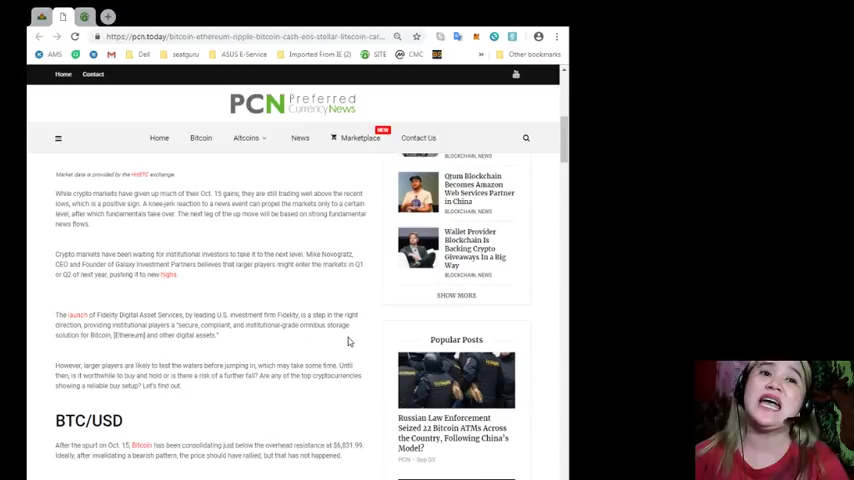 https://pcn.today/bitcoin-ethereum-ripple-bitcoin-cash-eos-stellar-litecoin-car...
AMS
Dell
seatguru
ASUS E-Service
Imported From IE (2)
SITE
CMC
Other bookmarks
Home
Contact
PCN Preferred Currency News
Home
Bitcoin
Altcoins
News
Marketplace
NEW
Contact Us
Market data is provided by the HitBTC exchange.
While crypto markets have given up much of their Oct. 15 gains, they are still trading well above the recent
lows, which is a positive sign. A knee-jerk reaction to a news event can propel the markets only to a certain
level, after which fundamentals take over. The next leg of the up move will be based on strong fundamental
news flows.
Crypto markets have been waiting for institutional investors to take it to the next level. Mike Novogratz,
CEO and Founder of Galaxy Investment Partners believes that larger players might enter the markets in Q1
or Q2 of next year, pushing it to new highs.
The launch of Fidelity Digital Asset Services, by leading U.S. investment firm Fidelity, is a step in the right
direction, providing institutional players a "secure, compliant, and institutional-grade omnibus storage
solution for Bitcoin, [Ethereum] and other digital assets."
However, larger players are likely to test the waters before jumping in, which may take some time. Until
then, is it worthwhile to buy and hold or is there a risk of a further fall? Are any of the top cryptocurrencies
showing a reliable buy setup? Let's find out.
BTC/USD
After the spurt on Oct. 15, Bitcoin has been consolidating just below the overhead resistance at $6,831.99.
Ideally, after invalidating a bearish pattern, the price should have rallied, but that has not happened.
BLOCKCHAIN, NEWS
Qtum Blockchain
Becomes Amazon
Web Services Partner
in China
BLOCKCHAIN, NEWS
Wallet Provider
Blockchain Is
Backing Crypto
Giveaways In a Big
Way
BLOCKCHAIN, NEWS
SHOW MORE
Popular Posts
Russian Law Enforcement
Seized 22 Bitcoin ATMs Across
the Country, Following China's
Model?
PCN • Sep 03